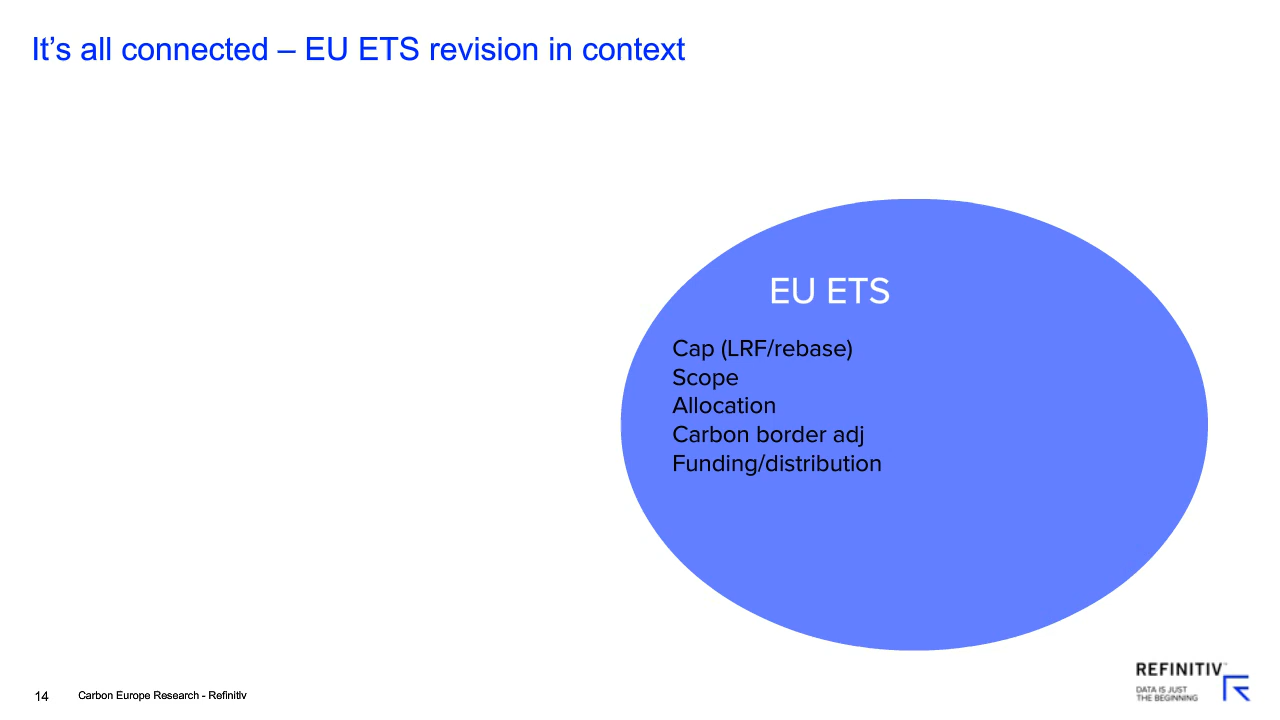 It’s all connected – EU ETS revision in context
EU ETS
Cap (LRF/rebase)
Scope
Allocation
Carbon border adj
Funding/distribution
14
Carbon Europe Research - Refinitiv
REFINITIV™
DATA IS JUST
THE BEGINNING